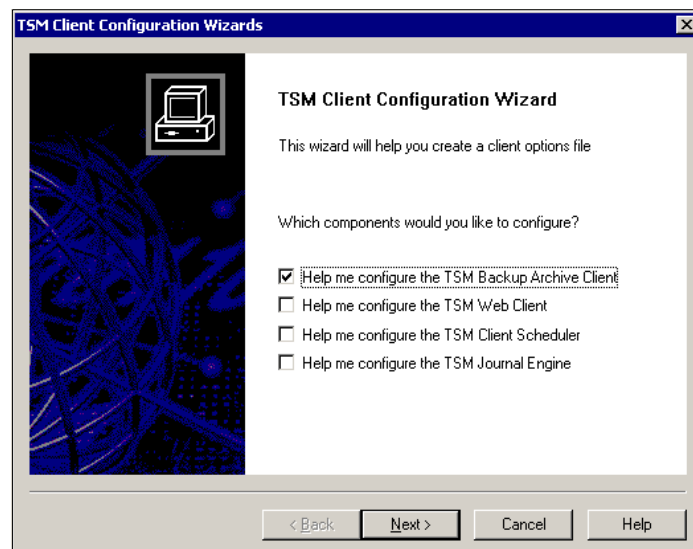 TSM Client Configuration Wizards
TSM Client Configuration Wizard
This wizard will help you create a client options file
Which components would you like to configure?
Help me configure the TSM Backup Archive Client
Help me configure the TSM Web Client
Help me configure the TSM Client Scheduler
Help me configure the TSM Journal Engine
< Back
Next >
Cancel
Help